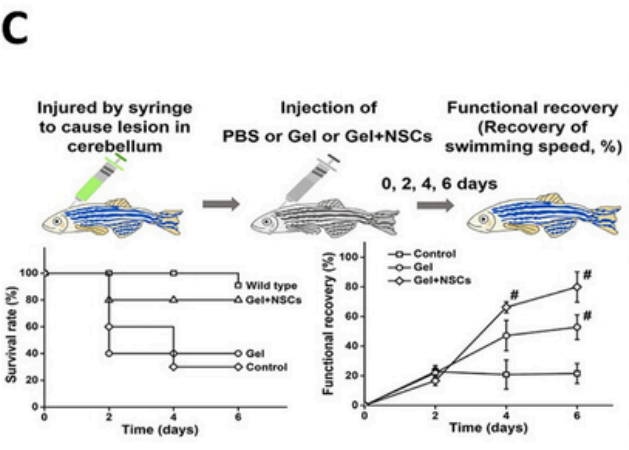 C
Injured by syringe
to cause lesion in
cerebellum
Injection of
PBS or Gel or Gel+NSCs
Functional recovery
(Recovery of
swimming speed, %)
0, 2, 4, 6 days
Survival rate (%)
100
80
60
40
20
0
0 2 4 6
Time (days)
Wild type
Gel+NSCs
Gel
Control
Functional recovery (%)
100
80
60
40
20
0
0 2 4 6
Time (days)
Control
Gel
Gel+NSCs
#
#
#